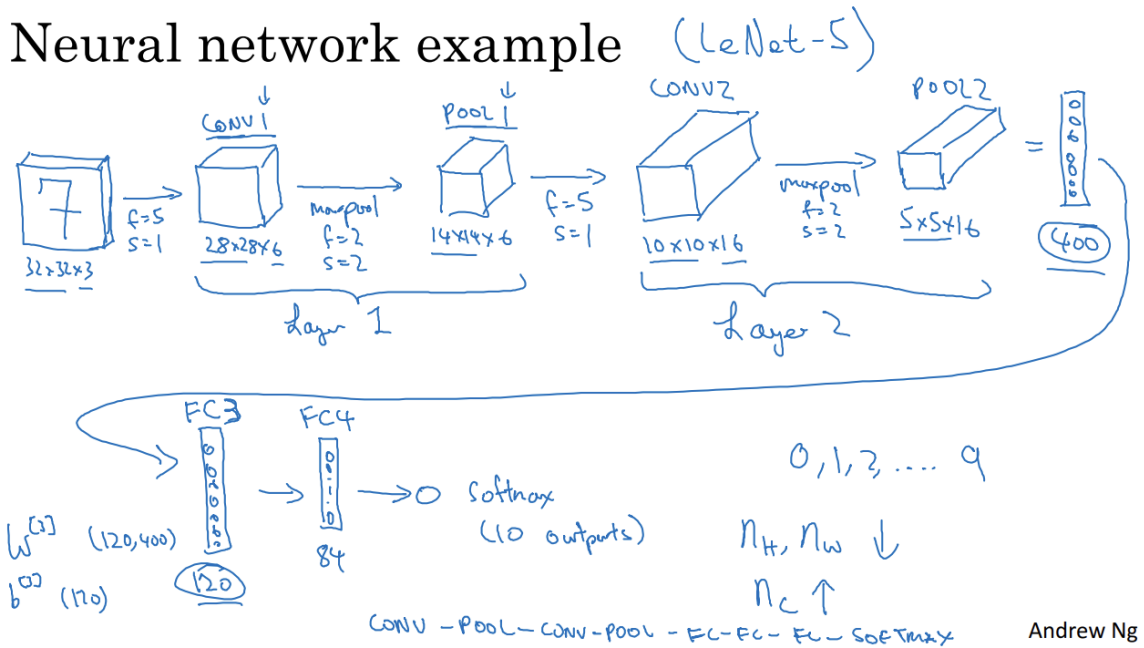 Neural network example (LeNet-5)
CONV1
POOL1
CONV2
POOL2
7
f=5
s=1
32×32×3
28×28×6
maxpool
f=2
s=2
14×14×6
f=5
s=1
10×10×16
maxpool
f=2
s=2
5×5×16
=
400
Layer 1
Layer 2
FC3
FC4
0, 1, 2, .... 9
Softmax
(10 outputs)
W[3] (120,400)
b[3] (120)
120
84
nH, nW ↓
nC ↑
CONV-POOL-CONV-POOL-FC-FC-FC-SOFTMAX
Andrew Ng